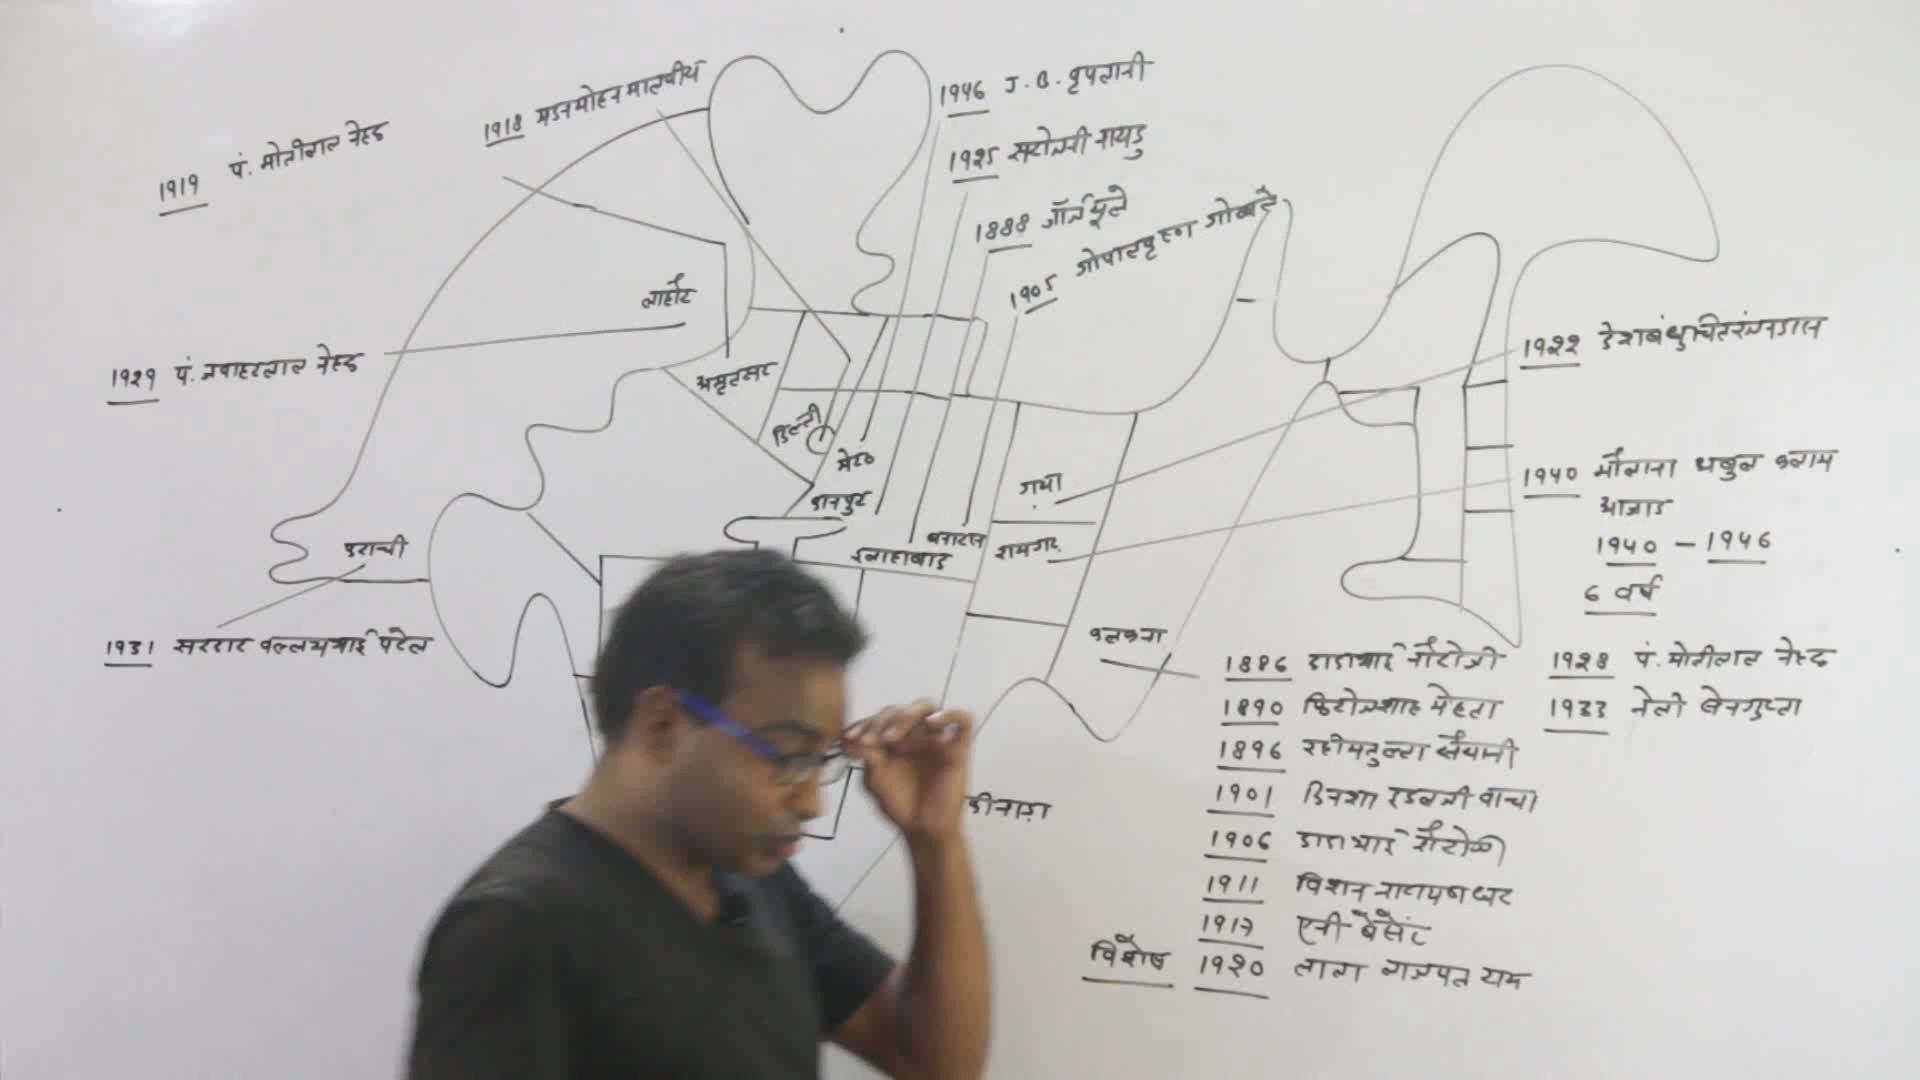 1919 पं. मोतीलाल नेहरू
1918 मदनमोहन मालवीय
1946 J. B. कृपलानी
1925 सरोजनी नायडु
1888 जॉर्ज यूले
1905 गोपालकृष्ण गोखले
लाहौर
1929 पं. जवाहरलाल नेहरू
अमृतसर
दिल्ली
मेरठ
कानपुर
इलाहाबाद
बनारस
गया
रामगढ़
1922 देशबंधु चितरंजनदास
1940 मौलाना अबुल कलाम
आजाद
1940 - 1946
6 वर्ष
कराची
1931 सरदार वल्लभभाई पटेल
कलकत्ता
1886 दादाभाई नौरोजी
1890 फिरोजशाह मेहता
1896 रहीमतुल्ला सैयानी
1901 दिनशा इडलजी वाचा
1906 दादाभाई नौरोजी
1911 विशन नारायण धर
1917 एनी बेसेंट
विशेष 1920 लाला लाजपत राय
1928 पं. मोतीलाल नेहरू
1933 नेली सेनगुप्ता
कीनाड़ा